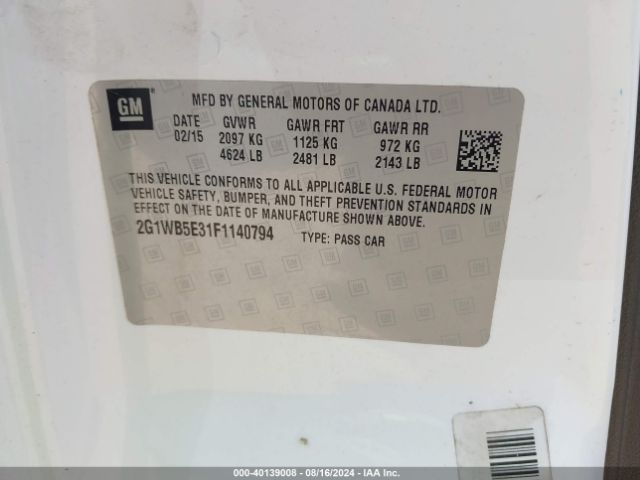 GM
MFD BY GENERAL MOTORS OF CANADA LTD.
DATE GVWR GAWR FRT GAWR RR
02/15 2097 KG 1125 KG 972 KG
4624 LB 2481 LB 2143 LB
THIS VEHICLE CONFORMS TO ALL APPLICABLE U.S. FEDERAL MOTOR
VEHICLE SAFETY, BUMPER, AND THEFT PREVENTION STANDARDS IN
EFFECT ON THE DATE OF MANUFACTURE SHOWN ABOVE.
2G1WB5E31F1140794 TYPE: PASS CAR
000-40139008 - 08/16/2024 - IAA Inc.